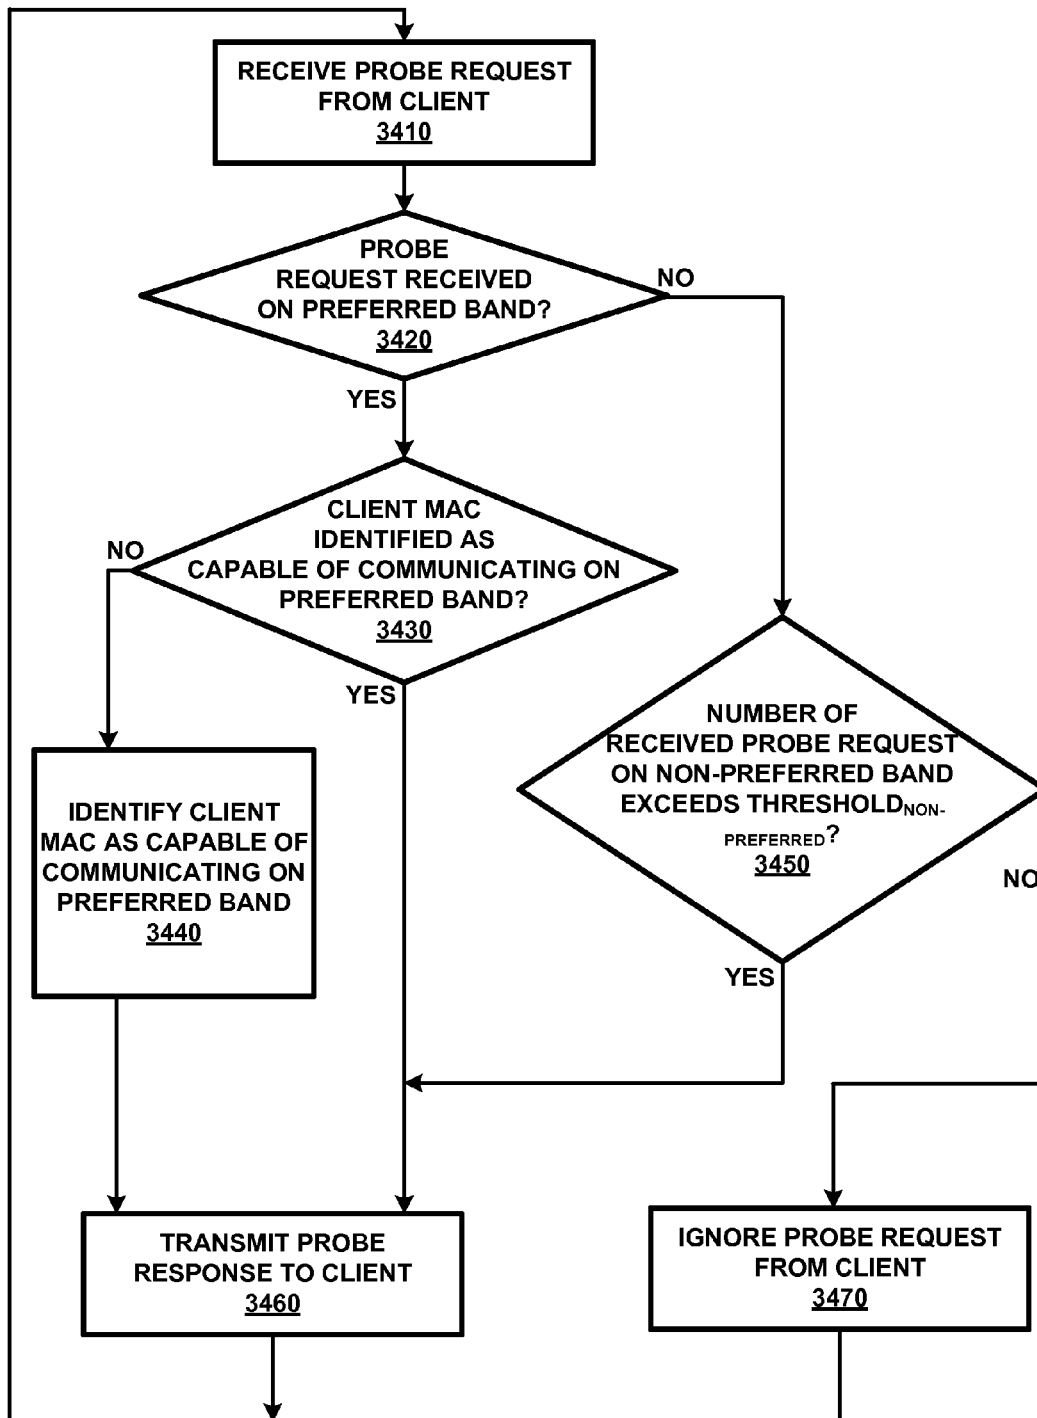 RECEIVE PROBE REQUEST
FROM CLIENT
3410
PROBE
REQUEST RECEIVED
ON PREFERRED BAND?
3420
NO
YES
CLIENT MAC
IDENTIFIED AS
CAPABLE OF COMMUNICATING ON
PREFERRED BAND?
3430
NO
YES
NUMBER OF
RECEIVED PROBE REQUEST
ON NON-PREFERRED BAND
EXCEEDS THRESHOLDNON-
PREFERRED?
3450
NO
YES
IDENTIFY CLIENT
MAC AS CAPABLE OF
COMMUNICATING ON
PREFERRED BAND
3440
TRANSMIT PROBE
RESPONSE TO CLIENT
3460
IGNORE PROBE REQUEST
FROM CLIENT
3470